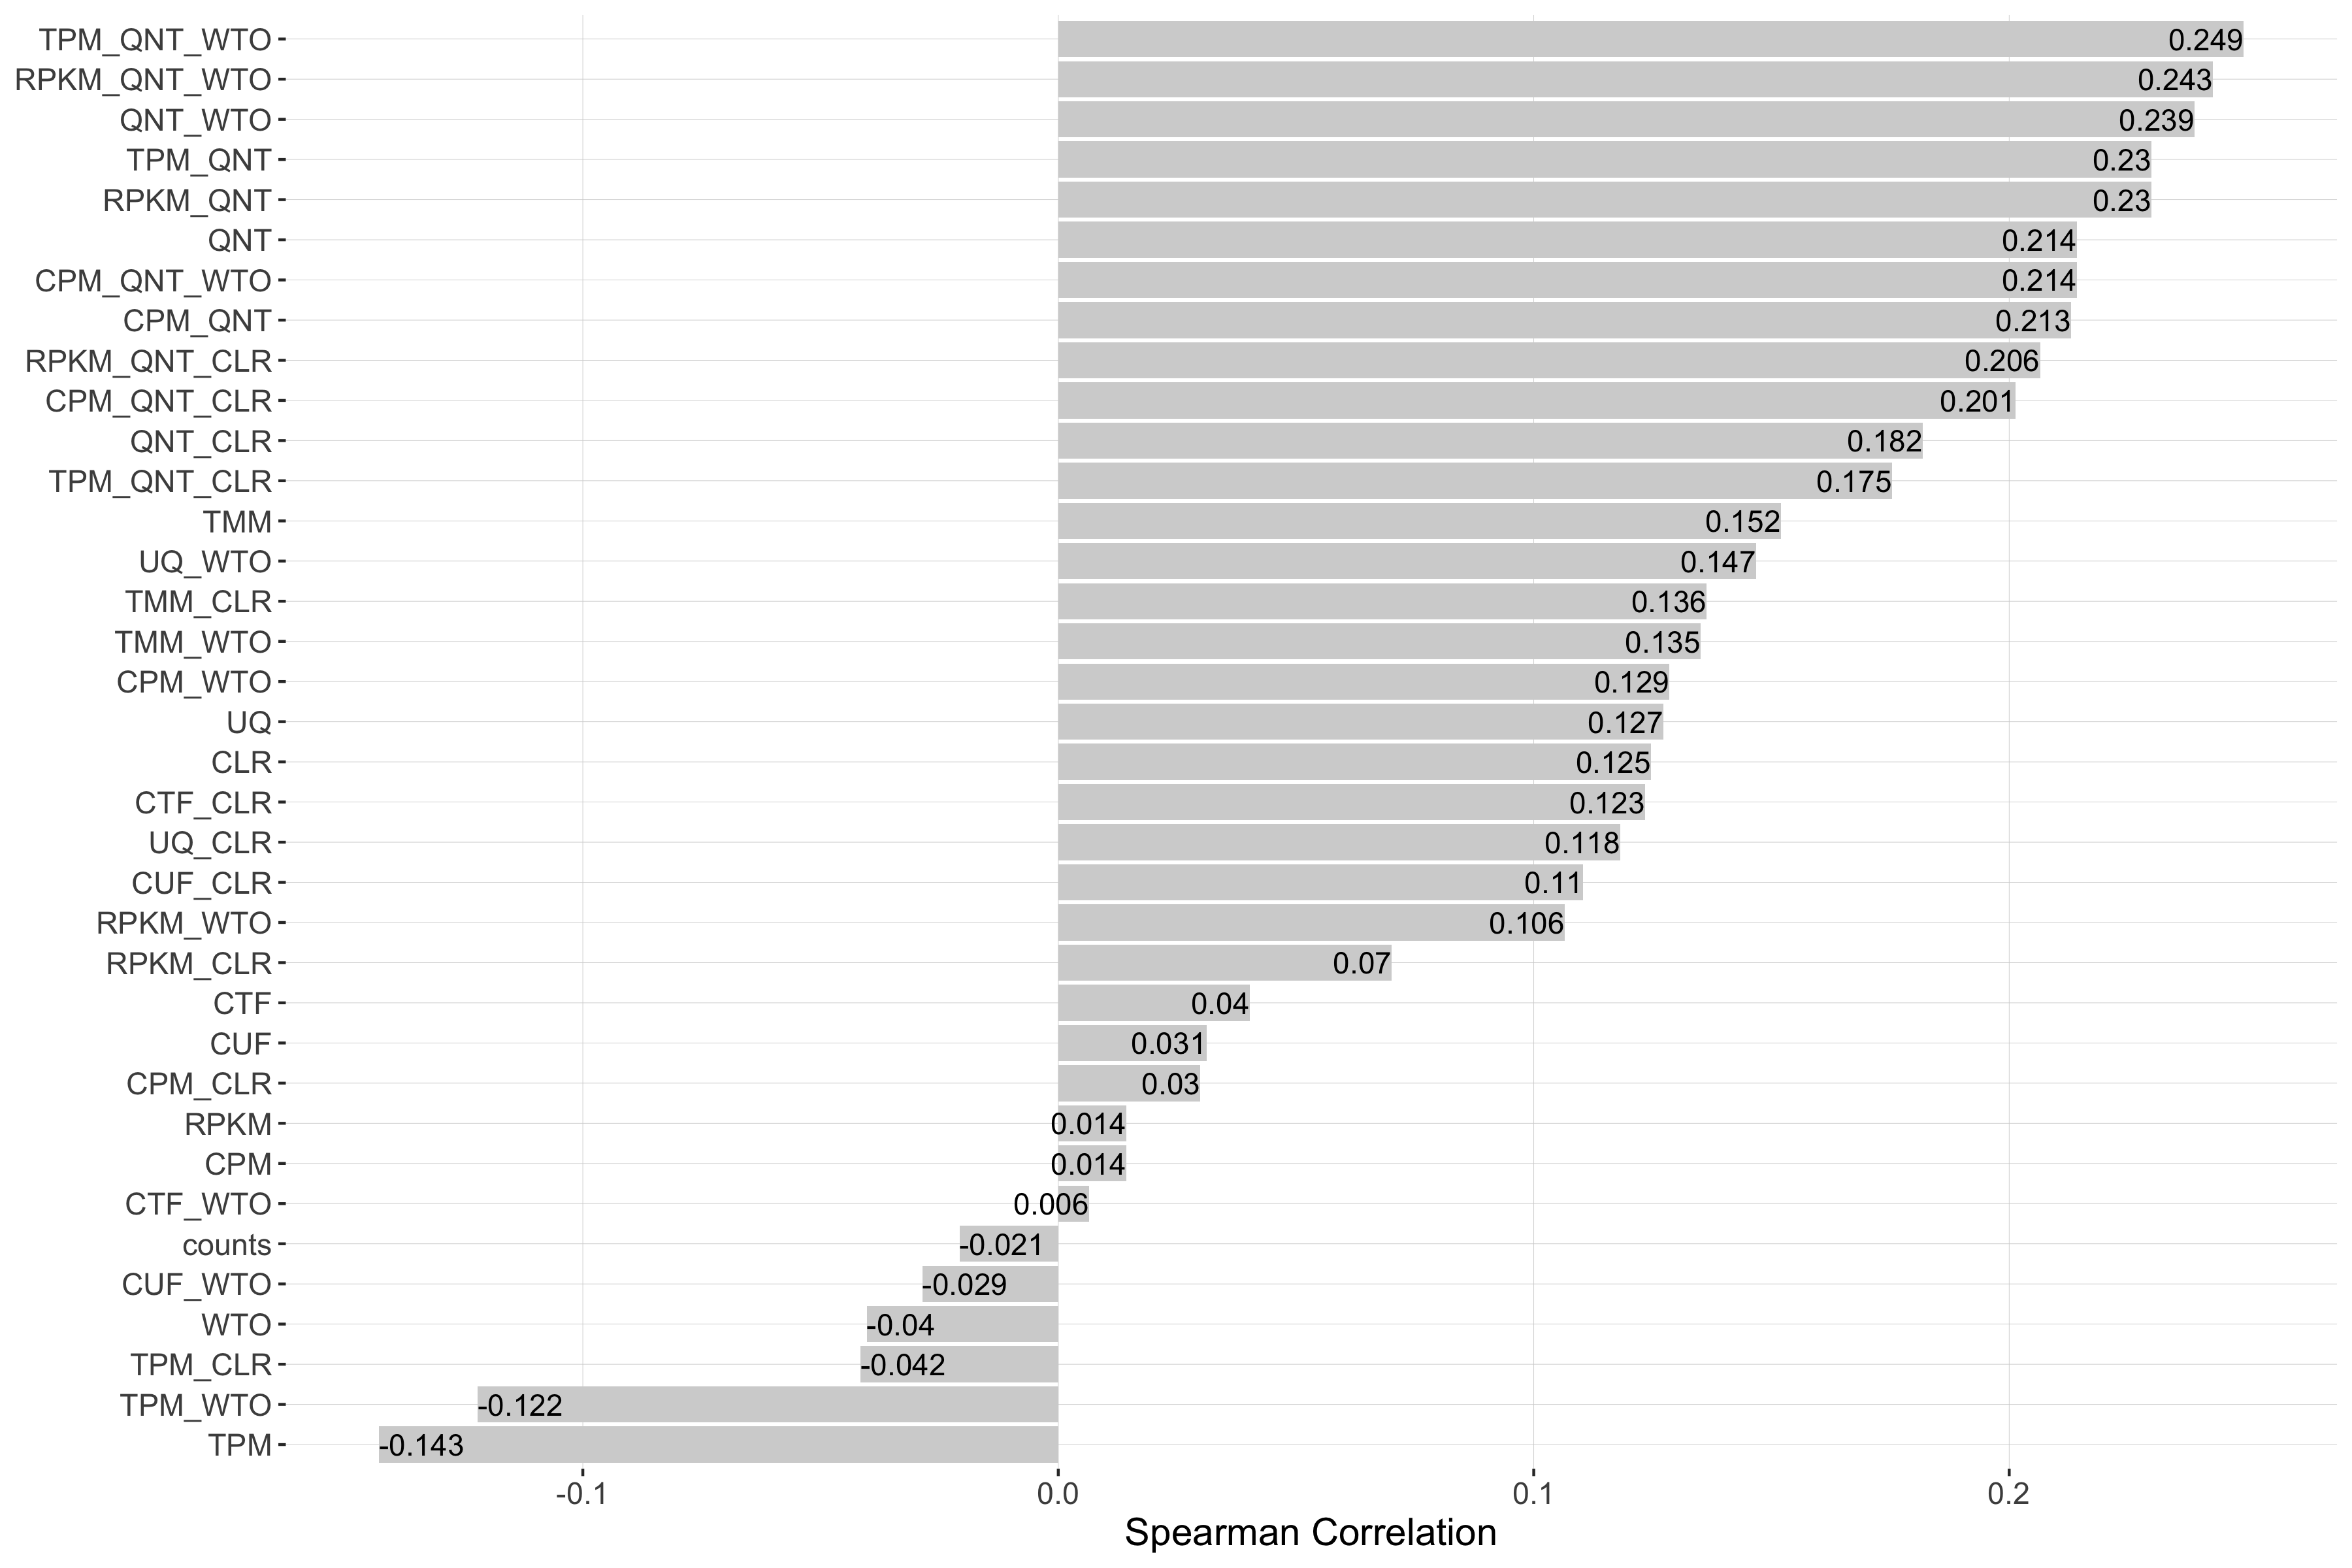 TPM_QNT_WTO 0.249
RPKM_QNT_WTO 0.243
QNT_WTO 0.239
TPM_QNT 0.23
RPKM_QNT 0.23
QNT 0.214
CPM_QNT_WTO 0.214
CPM_QNT 0.213
RPKM_QNT_CLR 0.206
CPM_QNT_CLR 0.201
QNT_CLR 0.182
TPM_QNT_CLR 0.175
TMM 0.152
UQ_WTO 0.147
TMM_CLR 0.136
TMM_WTO 0.135
CPM_WTO 0.129
UQ 0.127
CLR 0.125
CTF_CLR 0.123
UQ_CLR 0.118
CUF_CLR 0.11
RPKM_WTO 0.106
RPKM_CLR 0.07
CTF 0.04
CUF 0.031
CPM_CLR 0.03
RPKM 0.014
CPM 0.014
CTF_WTO 0.006
counts -0.021
CUF_WTO -0.029
WTO -0.04
TPM_CLR -0.042
TPM_WTO -0.122
TPM -0.143
-0.1 0.0 0.1 0.2
Spearman Correlation